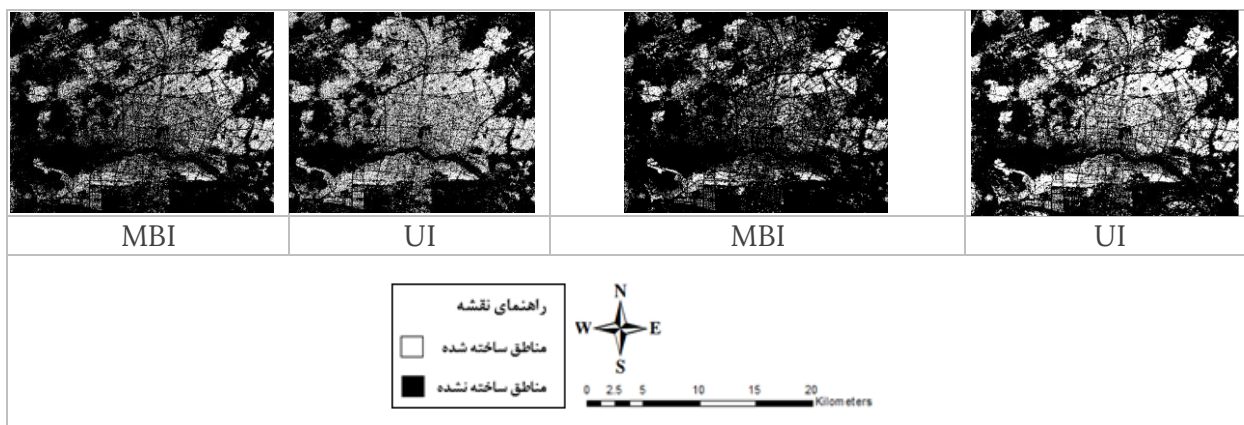 MBI UI MBI UI
راهنمای نقشه
مناطق ساخته شده
مناطق ساخته نشده
N
W E
S
0 2.5 5 10 15 20
Kilometers